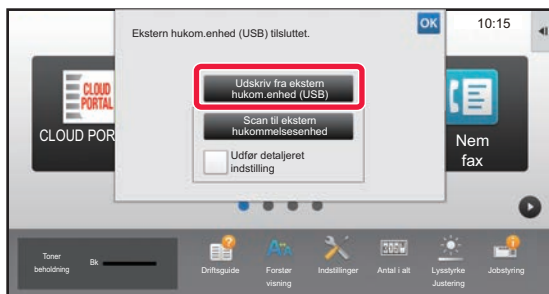 Ekstern hukom.enhed (USB) tilsluttet.
OK
10:15
Udskriv fra ekstern
hukom.enhed (USB)
Scan til ekstern
hukommelsesenhed
Udfør detaljeret
indstilling
CLOUD
PORTAL
CLOUD POR
Nem
fax
Toner
beholdning
Bk
Driftsguide
Forstør
visning
Indstillinger
Antal i alt
Lysstyrke
Justering
Jobstyring